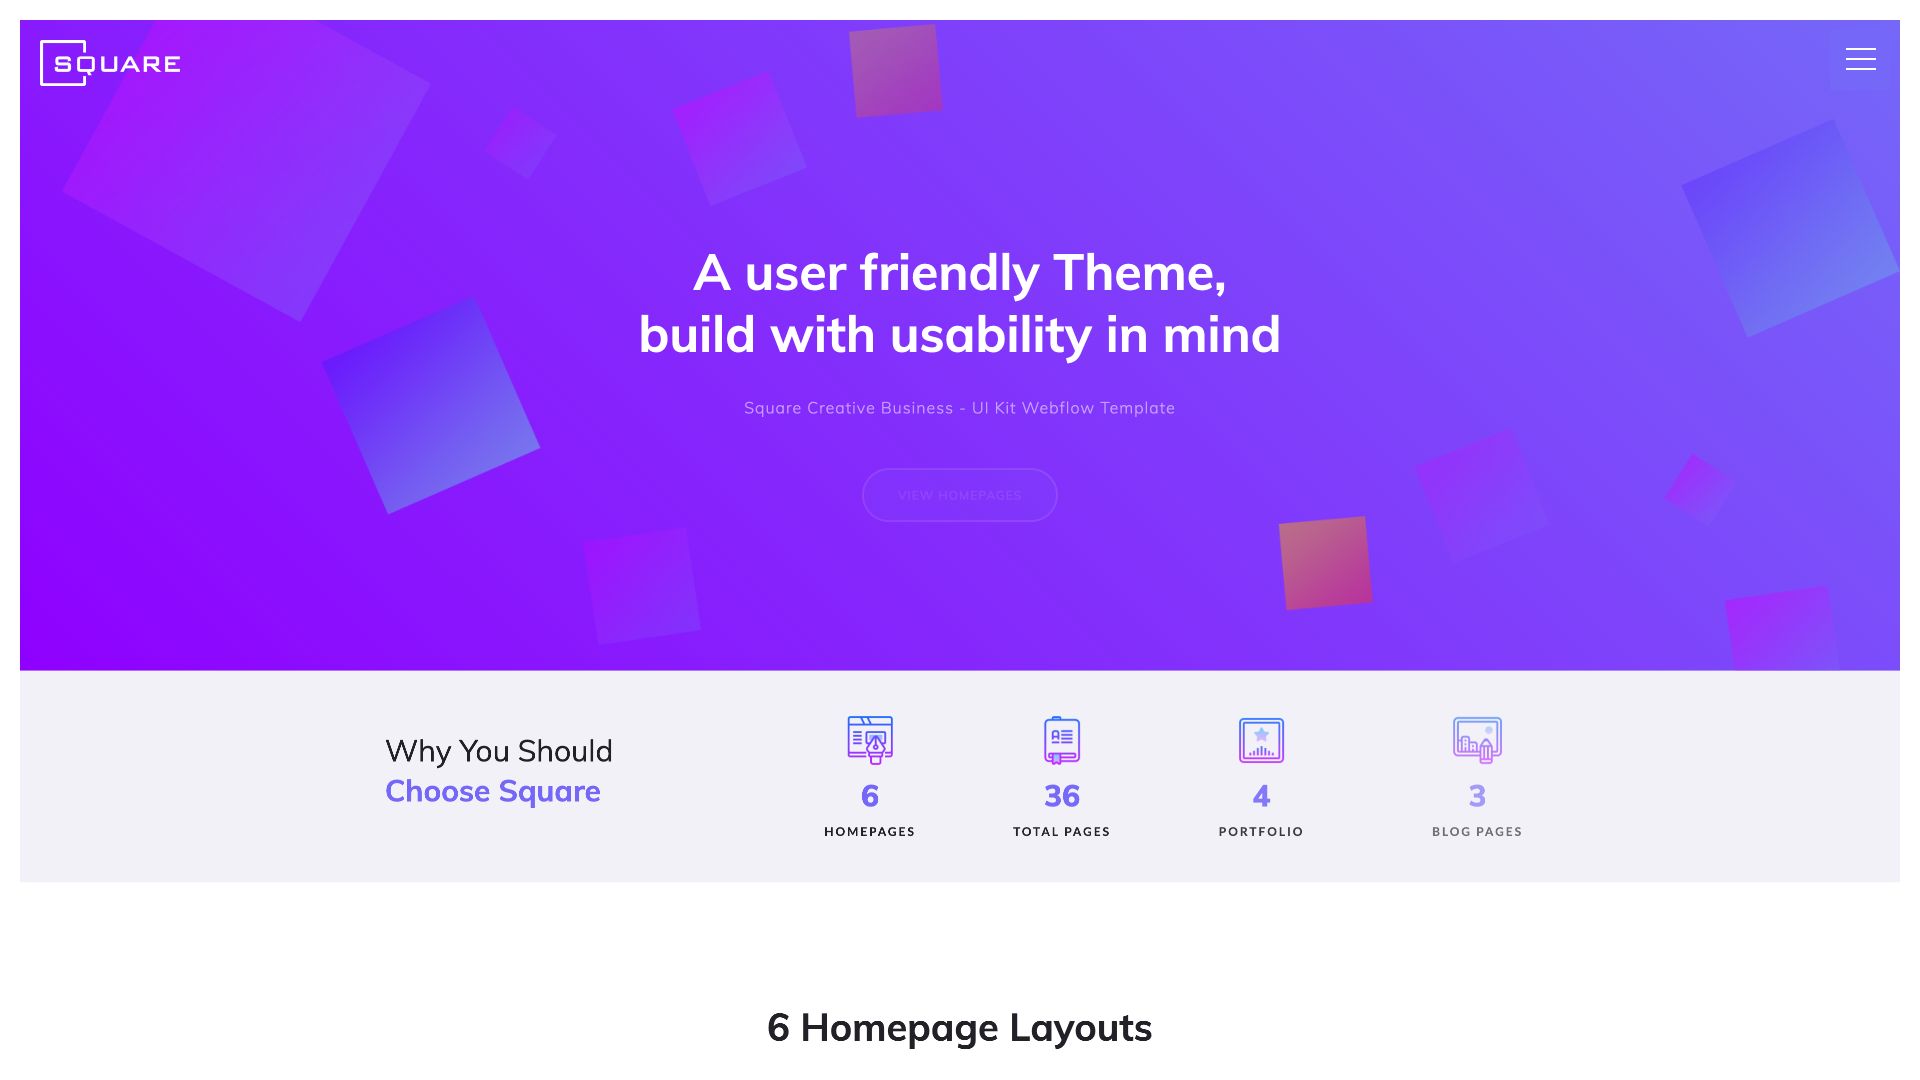 SQUARE
A user friendly Theme,
build with usability in mind
Square Creative Business - UI Kit Webflow Template
VIEW HOMEPAGES
Why You Should
Choose Square
6
HOMEPAGES
36
TOTAL PAGES
4
PORTFOLIO
3
BLOG PAGES
6 Homepage Layouts